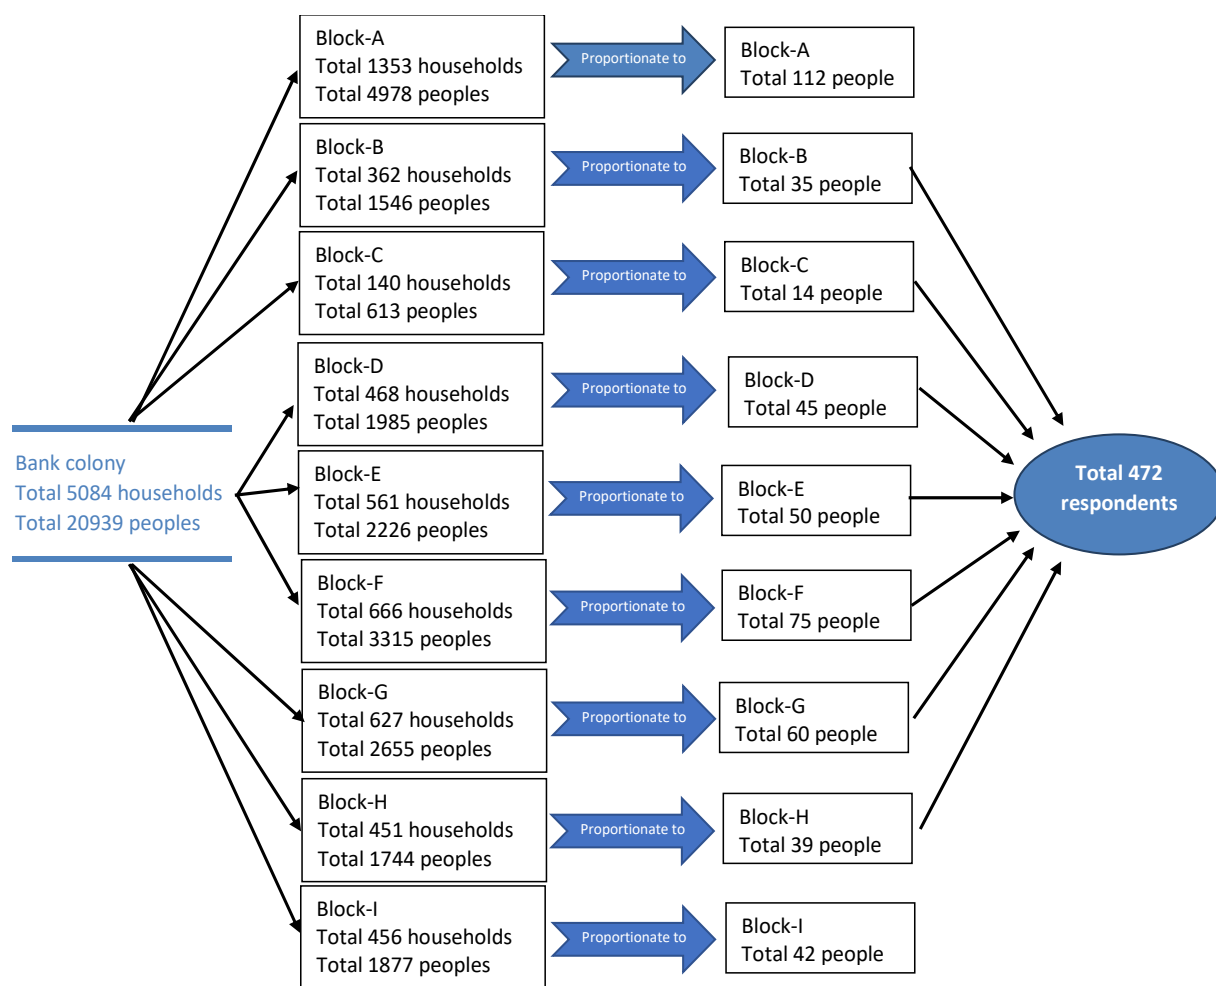 Block-A
Total 1353 households
Total 4978 peoples
Proportionate to
Block-A
Total 112 people
Block-B
Total 362 households
Total 1546 peoples
Proportionate to
Block-B
Total 35 people
Block-C
Total 140 households
Total 613 peoples
Proportionate to
Block-C
Total 14 people
Block-D
Total 468 households
Total 1985 peoples
Proportionate to
Block-D
Total 45 people
Bank colony
Total 5084 households
Total 20939 peoples
Block-E
Total 561 households
Total 2226 peoples
Proportionate to
Block-E
Total 50 people
Total 472
respondents
Block-F
Total 666 households
Total 3315 peoples
Proportionate to
Block-F
Total 75 people
Block-G
Total 627 households
Total 2655 peoples
Proportionate to
Block-G
Total 60 people
Block-H
Total 451 households
Total 1744 peoples
Proportionate to
Block-H
Total 39 people
Block-I
Total 456 households
Total 1877 peoples
Proportionate to
Block-I
Total 42 people